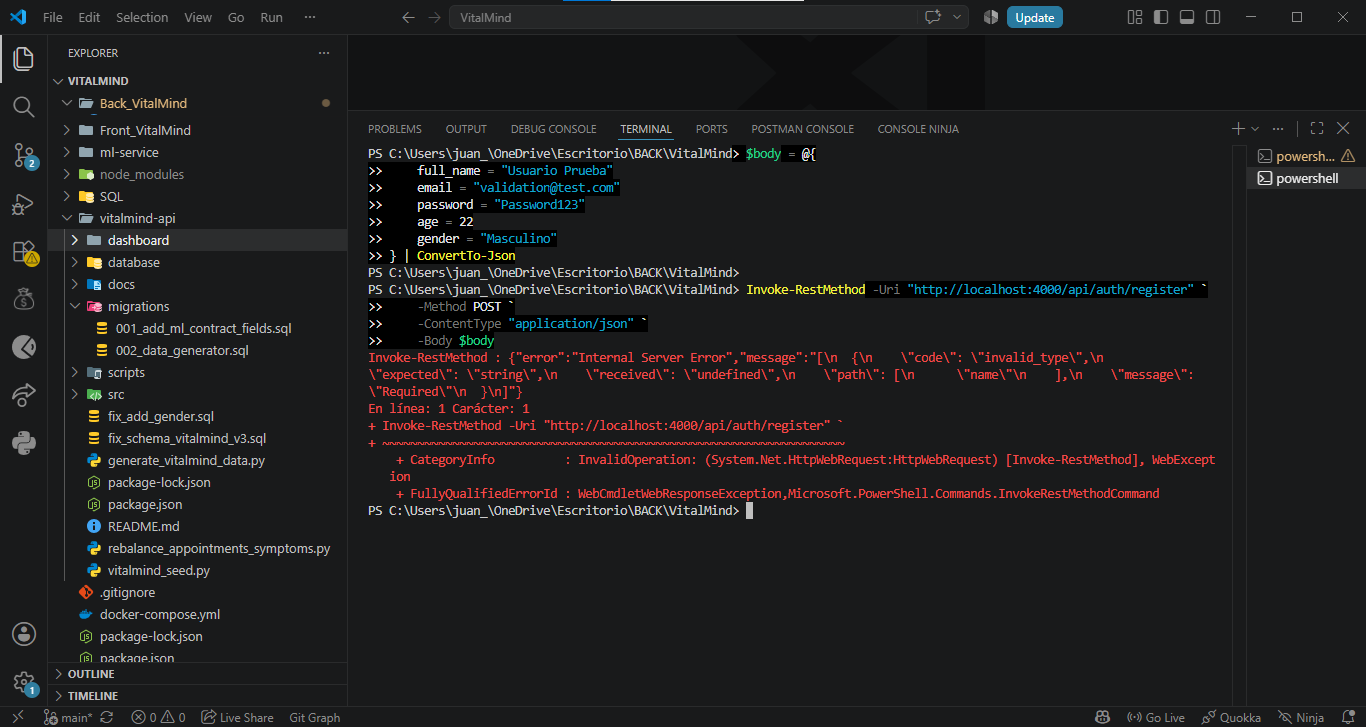 File Edit Selection View Go Run ··· VitalMind Update
EXPLORER ···
VITALMIND
Back_VitalMind
Front_VitalMind
ml-service
node_modules
SQL
vitalmind-api
dashboard
database
docs
migrations
001_add_ml_contract_fields.sql
002_data_generator.sql
scripts
src
fix_add_gender.sql
fix_schema_vitalmind_v3.sql
generate_vitalmind_data.py
package-lock.json
package.json
README.md
rebalance_appointments_symptoms.py
vitalmind_seed.py
.gitignore
docker-compose.yml
package-lock.json
package.json
OUTLINE
TIMELINE
2
1
PROBLEMS OUTPUT DEBUG CONSOLE TERMINAL PORTS POSTMAN CONSOLE CONSOLE NINJA
PS C:\Users\juan_\OneDrive\Escritorio\BACK\VitalMind> $body = @{
>>     full_name = "Usuario Prueba"
>>     email = "validation@test.com"
>>     password = "Password123"
>>     age = 22
>>     gender = "Masculino"
>> } | ConvertTo-Json
PS C:\Users\juan_\OneDrive\Escritorio\BACK\VitalMind>
PS C:\Users\juan_\OneDrive\Escritorio\BACK\VitalMind> Invoke-RestMethod -Uri "http://localhost:4000/api/auth/register" `
>>     -Method POST `
>>     -ContentType "application/json" `
>>     -Body $body
Invoke-RestMethod : {"error":"Internal Server Error","message":"[\n  {\n    \"code\": \"invalid_type\",\n
\"expected\": \"string\",\n    \"received\": \"undefined\",\n    \"path\": [\n      \"name\"\n    ],\n    \"message\":
\"Required\"\n  }\n]"}
En línea: 1 Carácter: 1
+ Invoke-RestMethod -Uri "http://localhost:4000/api/auth/register" `
+ ~~~~~~~~~~~~~~~~~~~~~~~~~~~~~~~~~~~~~~~~~~~~~~~~~~~~~~~~~~~~~~~~~~
    + CategoryInfo          : InvalidOperation: (System.Net.HttpWebRequest:HttpWebRequest) [Invoke-RestMethod], WebExcept
   ion
    + FullyQualifiedErrorId : WebCmdletWebResponseException,Microsoft.PowerShell.Commands.InvokeRestMethodCommand
PS C:\Users\juan_\OneDrive\Escritorio\BACK\VitalMind>
powersh...
powershell
main* 0 0 Live Share Git Graph Go Live Quokka Ninja